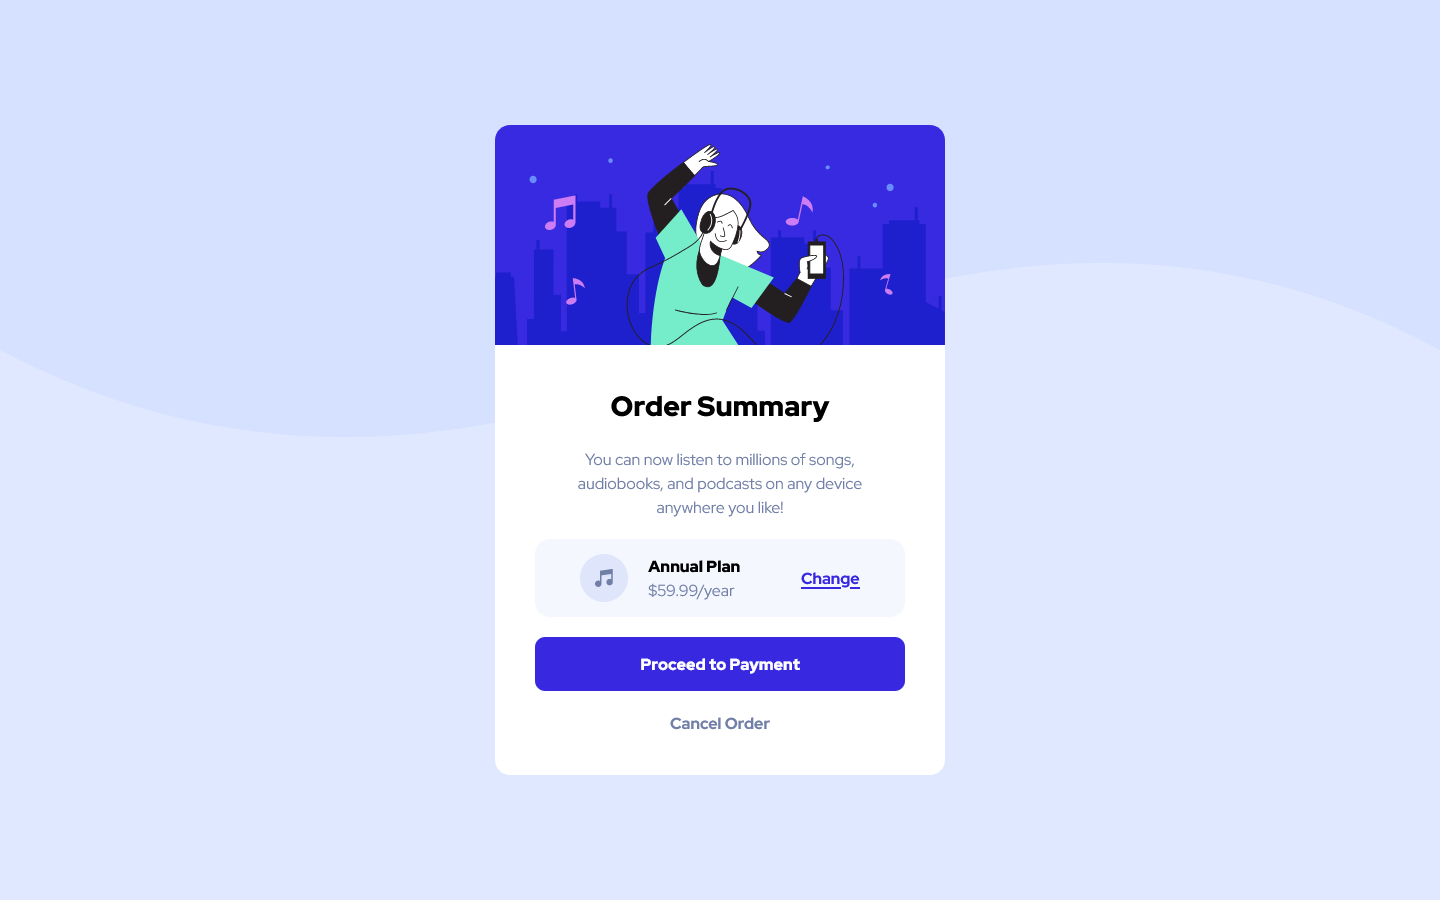 Order Summary
You can now listen to millions of songs,
audiobooks, and podcasts on any device
anywhere you like!
Annual Plan
$59.99/year
Change
Proceed to Payment
Cancel Order